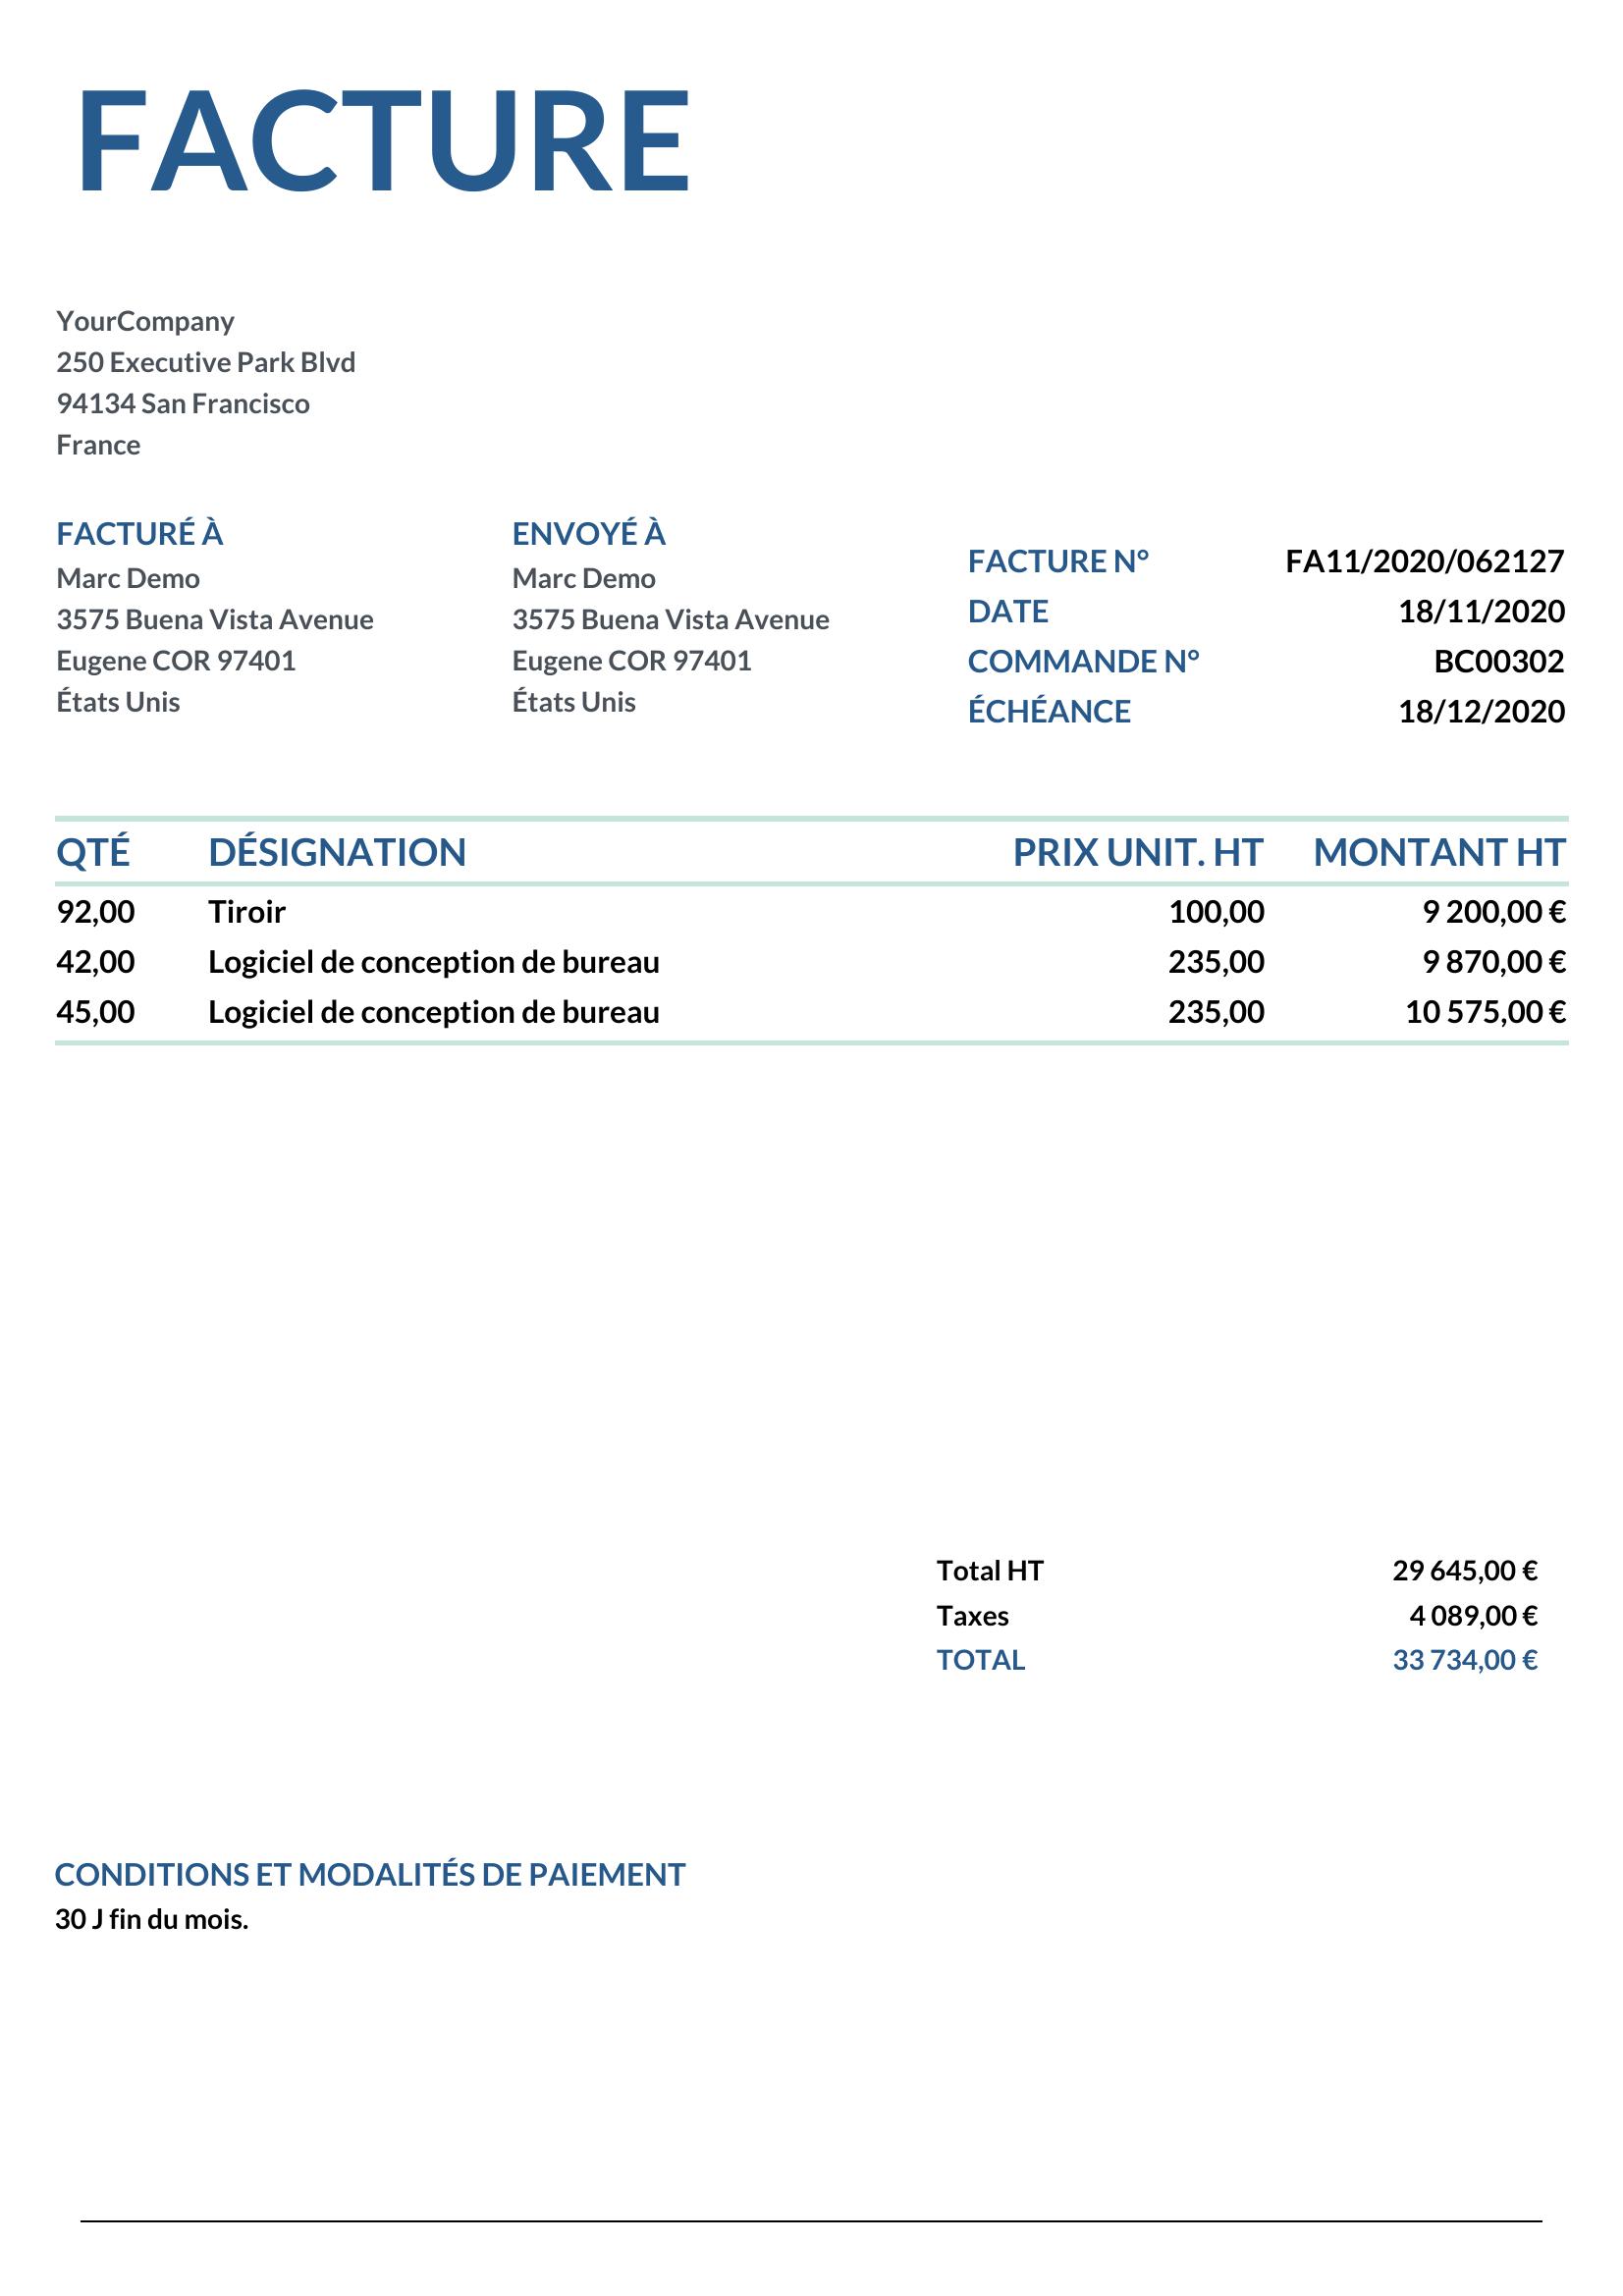 FACTURE
YourCompany
250 Executive Park Blvd
94134 San Francisco
France
FACTURÉ À
Marc Demo
3575 Buena Vista Avenue
Eugene COR 97401
États Unis
ENVOYÉ À
Marc Demo
3575 Buena Vista Avenue
Eugene COR 97401
États Unis
FACTURE N° FA11/2020/062127
DATE 18/11/2020
COMMANDE N° BC00302
ÉCHÉANCE 18/12/2020
QTÉ DÉSIGNATION PRIX UNIT. HT MONTANT HT
92,00 Tiroir 100,00 9 200,00 €
42,00 Logiciel de conception de bureau 235,00 9 870,00 €
45,00 Logiciel de conception de bureau 235,00 10 575,00 €
Total HT 29 645,00 €
Taxes 4 089,00 €
TOTAL 33 734,00 €
CONDITIONS ET MODALITÉS DE PAIEMENT
30 J fin du mois.